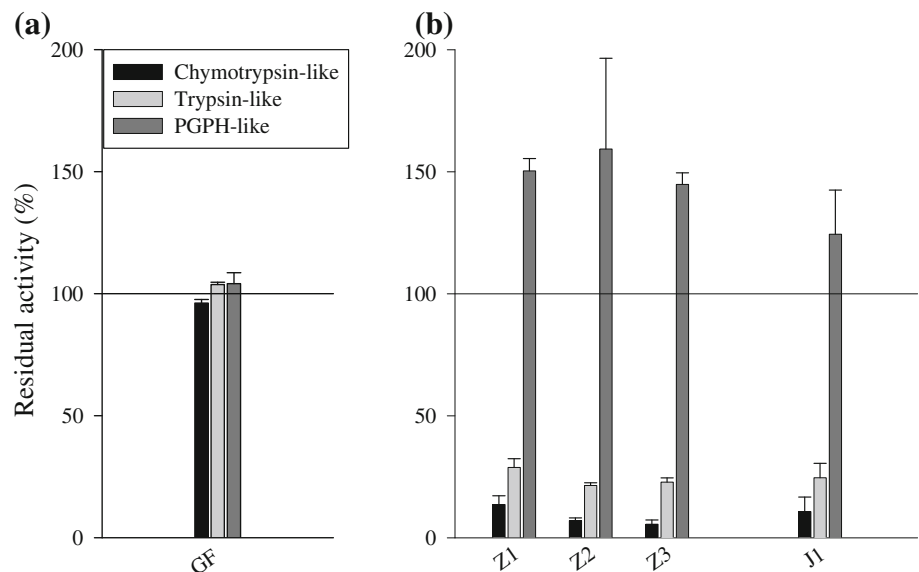 (a)
(b)
Residual activity (%)
200
150
100
50
0
Chymotrypsin-like
Trypsin-like
PGPH-like
GF
200
150
100
50
0
Z1
Z2
Z3
J1